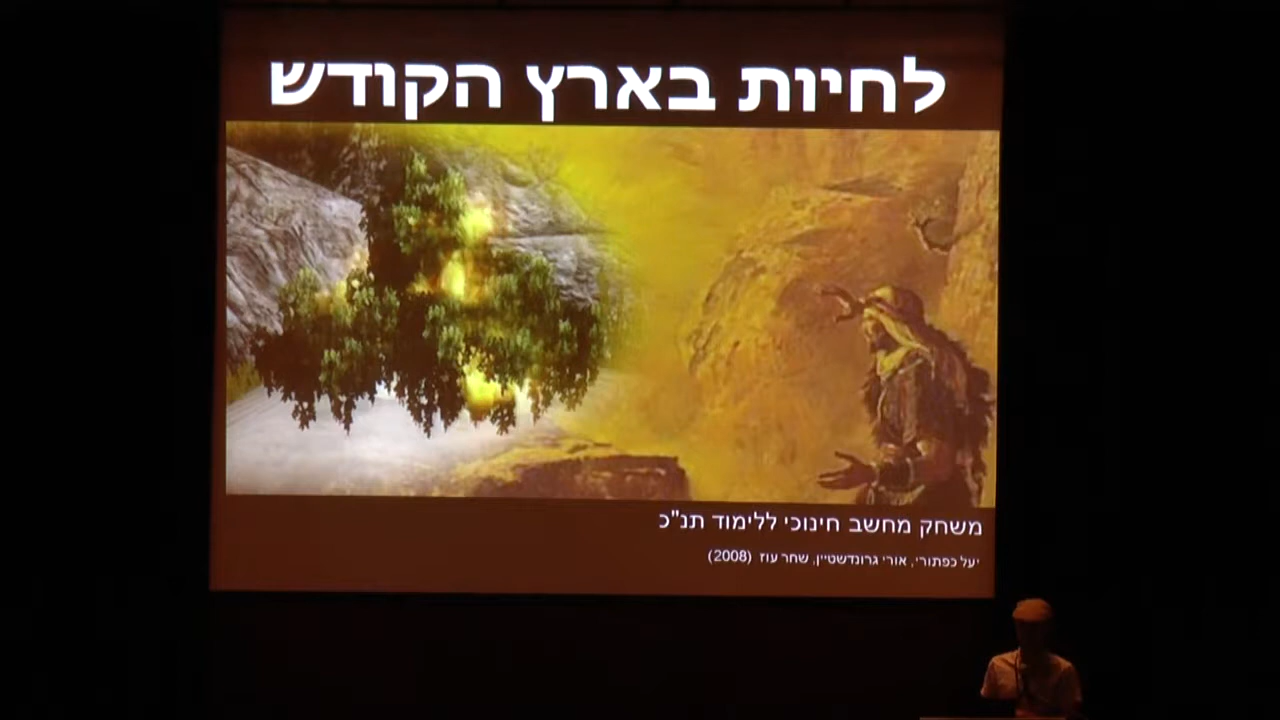 לחיות בארץ הקודש
משחק מחשב חינוכי ללימוד תנ"כ
יעל כפתורי, אורי גרונדשטיין, שחר עוז (2008)